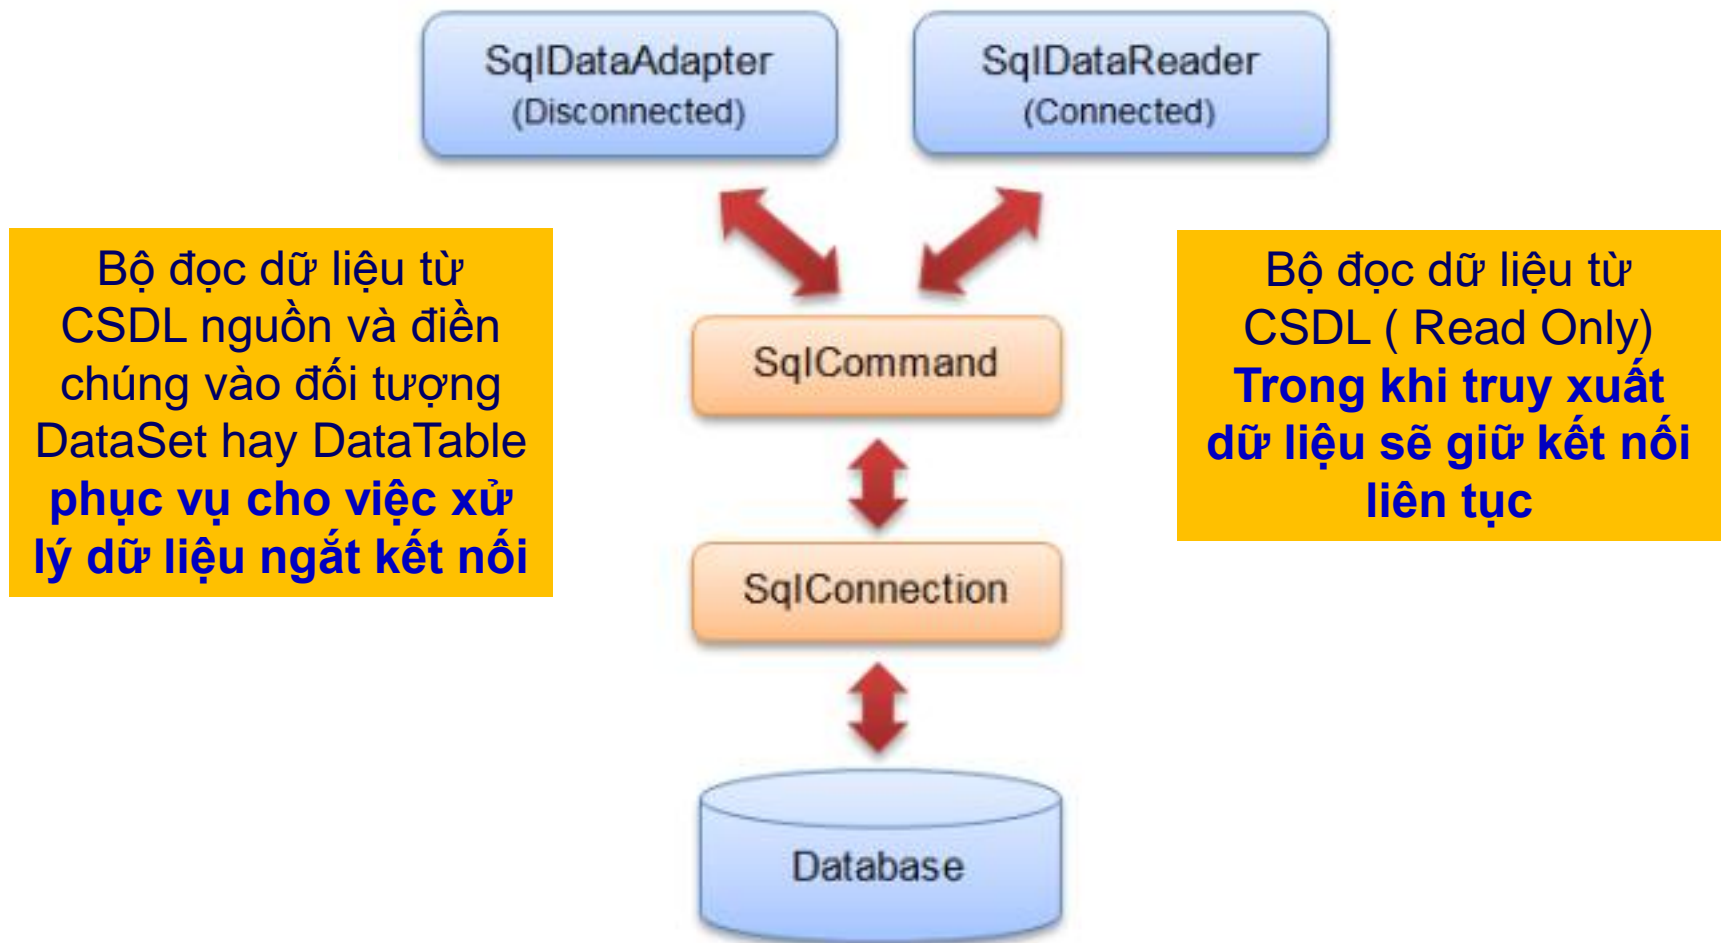 SqlDataAdapter
(Disconnected)
SqlDataReader
(Connected)
Bộ đọc dữ liệu từ
CSDL nguồn và điền
chúng vào đối tượng
DataSet hay DataTable
phục vụ cho việc xử
lý dữ liệu ngắt kết nối
Bộ đọc dữ liệu từ
CSDL ( Read Only)
Trong khi truy xuất
dữ liệu sẽ giữ kết nối
liên tục
SqlCommand
SqlConnection
Database